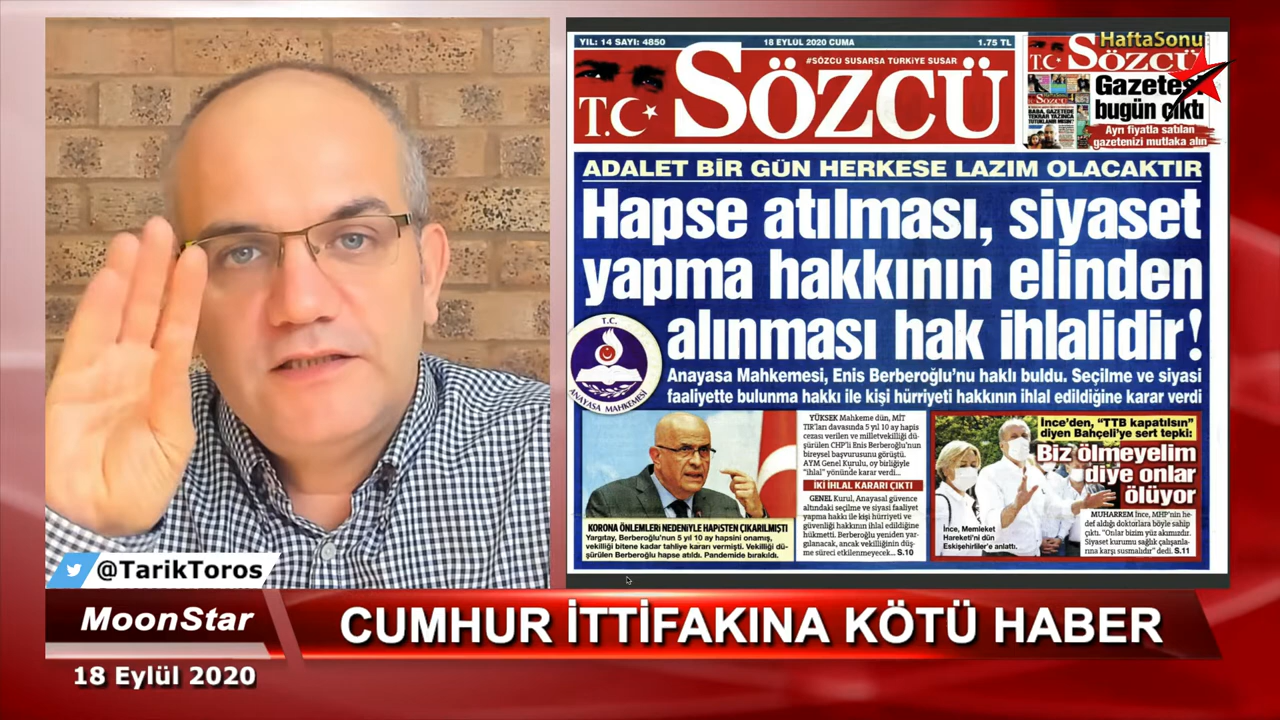 YIL: 14 SAYI: 4850
18 EYLÜL 2020 CUMA
1.75 TL
#SÖZCÜ SUSARSA TÜRKİYE SUSAR
T.C SÖZCÜ
HaftaSonu
T.C SÖZCÜ
Gazetesi
bugün çıktı
Ayrı fiyatla satılan
gazetenizi mutlaka alın
ADALET BİR GÜN HERKESE LAZIM OLACAKTIR
Hapse atılması, siyaset
yapma hakkının elinden
alınması hak ihlalidir!
T.C.
ANAYASA MAHKEMESİ
Anayasa Mahkemesi, Enis Berberoğlu'nu haklı buldu. Seçilme ve siyasi
faaliyette bulunma hakkı ile kişi hürriyeti hakkının ihlal edildiğine karar verdi
KORONA ÖNLEMLERİ NEDENİYLE HAPİSTEN ÇIKARILMIŞTI
Yargıtay, Berberoğlu'nun 5 yıl 10 ay hapsini onamış,
vekilliği bitene kadar tahliye kararı vermişti. Vekilliği dü-
şürülen Berberoğlu hapse atıldı. Pandemide bırakıldı.
YÜKSEK Mahkeme dün, MİT
TIR'ları davasında 5 yıl 10 ay hapis
cezası verilen ve milletvekilliği dü-
şürülen CHP'li Enis Berberoğlu'nun
bireysel başvurusunu görüştü.
AYM Genel Kurulu, oy birliğiyle
"ihlal" yönünde karar verdi...
İKİ İHLAL KARARI ÇIKTI
GENEL Kurul, Anayasal güvence
altındaki seçilme ve siyasi faaliyet
yapma hakkı ile kişi hürriyeti ve
güvenliği hakkının ihlal edildiğine
hükmetti. Berberoğlu yeniden yar-
gılanacak, ancak vekilliğinin düş-
me süreci etkilenmeyecek... S.10
İnce'den, "TTB kapatılsın"
diyen Bahçeli'ye sert tepki:
Biz ölmeyelim
diye onlar
ölüyor
İnce, Memleket
Hareketi'ni dün
Eskişehirliler'e anlattı.
MUHARREM İnce, MHP'nin he-
def aldığı doktorlara böyle sahip
çıktı. "Onlar bizim yüz akımızdır.
Siyaset kurumu sağlık çalışanla-
rına karşı susmalıdır" dedi. S.11
@TarikToros
MoonStar
CUMHUR İTTİFAKINA KÖTÜ HABER
18 Eylül 2020